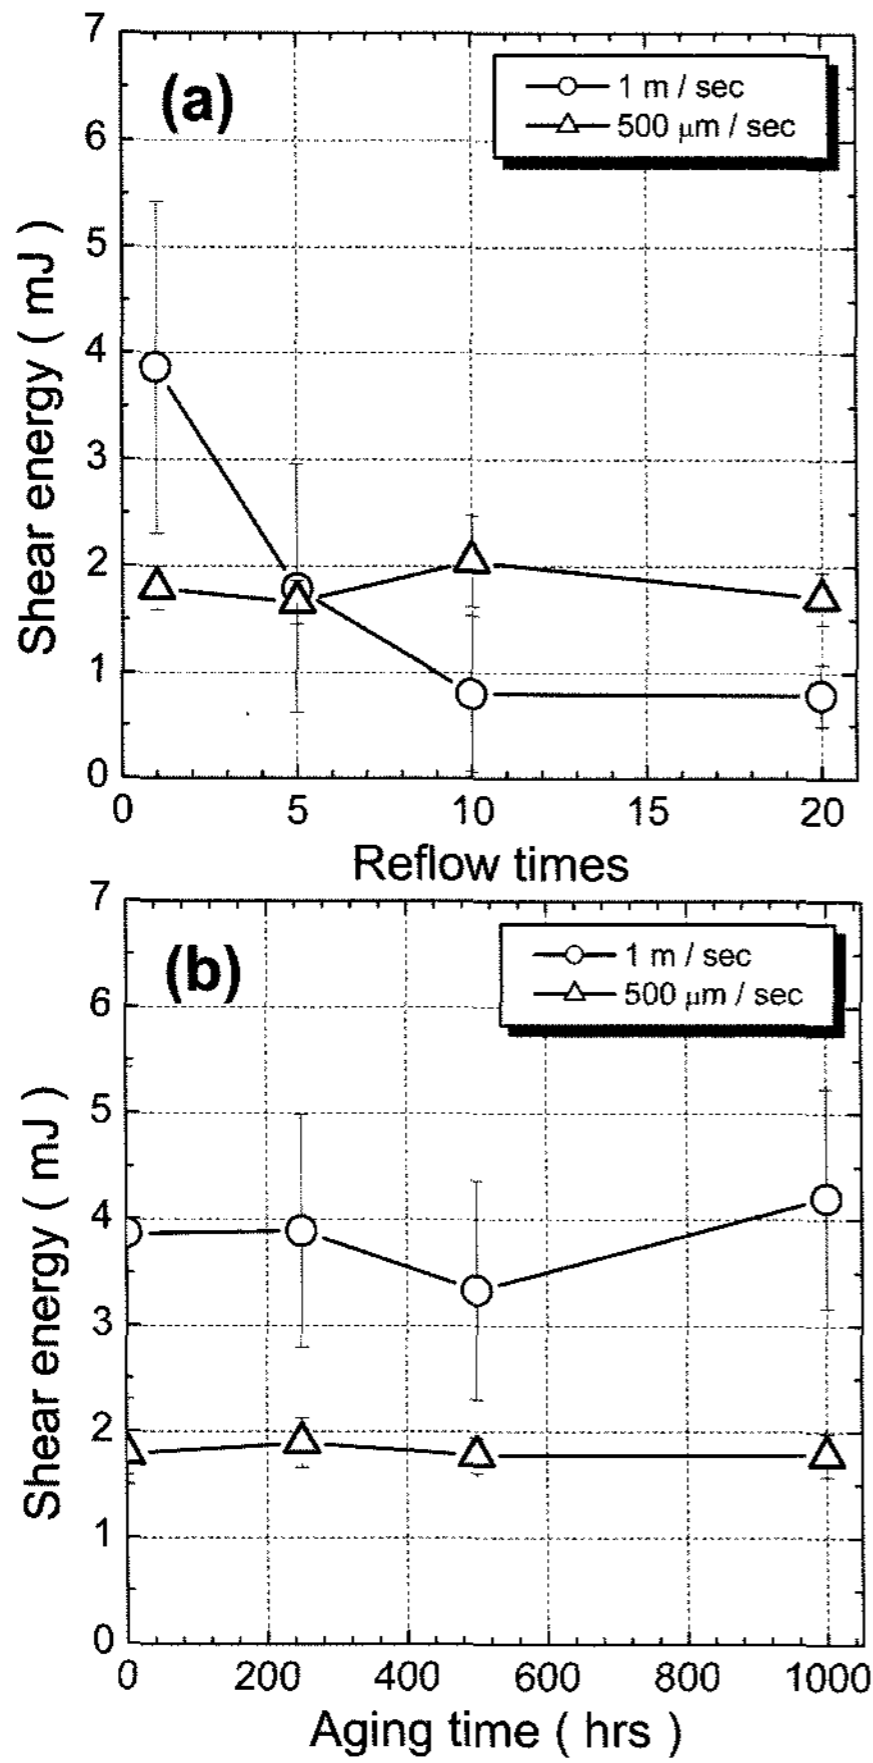 7
(a)
1 m / sec
500 μm / sec
6
5
4
3
2
1
0
Shear energy ( mJ )
0 5 10 15 20
Reflow times
7
(b)
1 m / sec
500 μm / sec
6
5
4
3
2
1
0
Shear energy ( mJ )
0 200 400 600 800 1000
Aging time ( hrs )